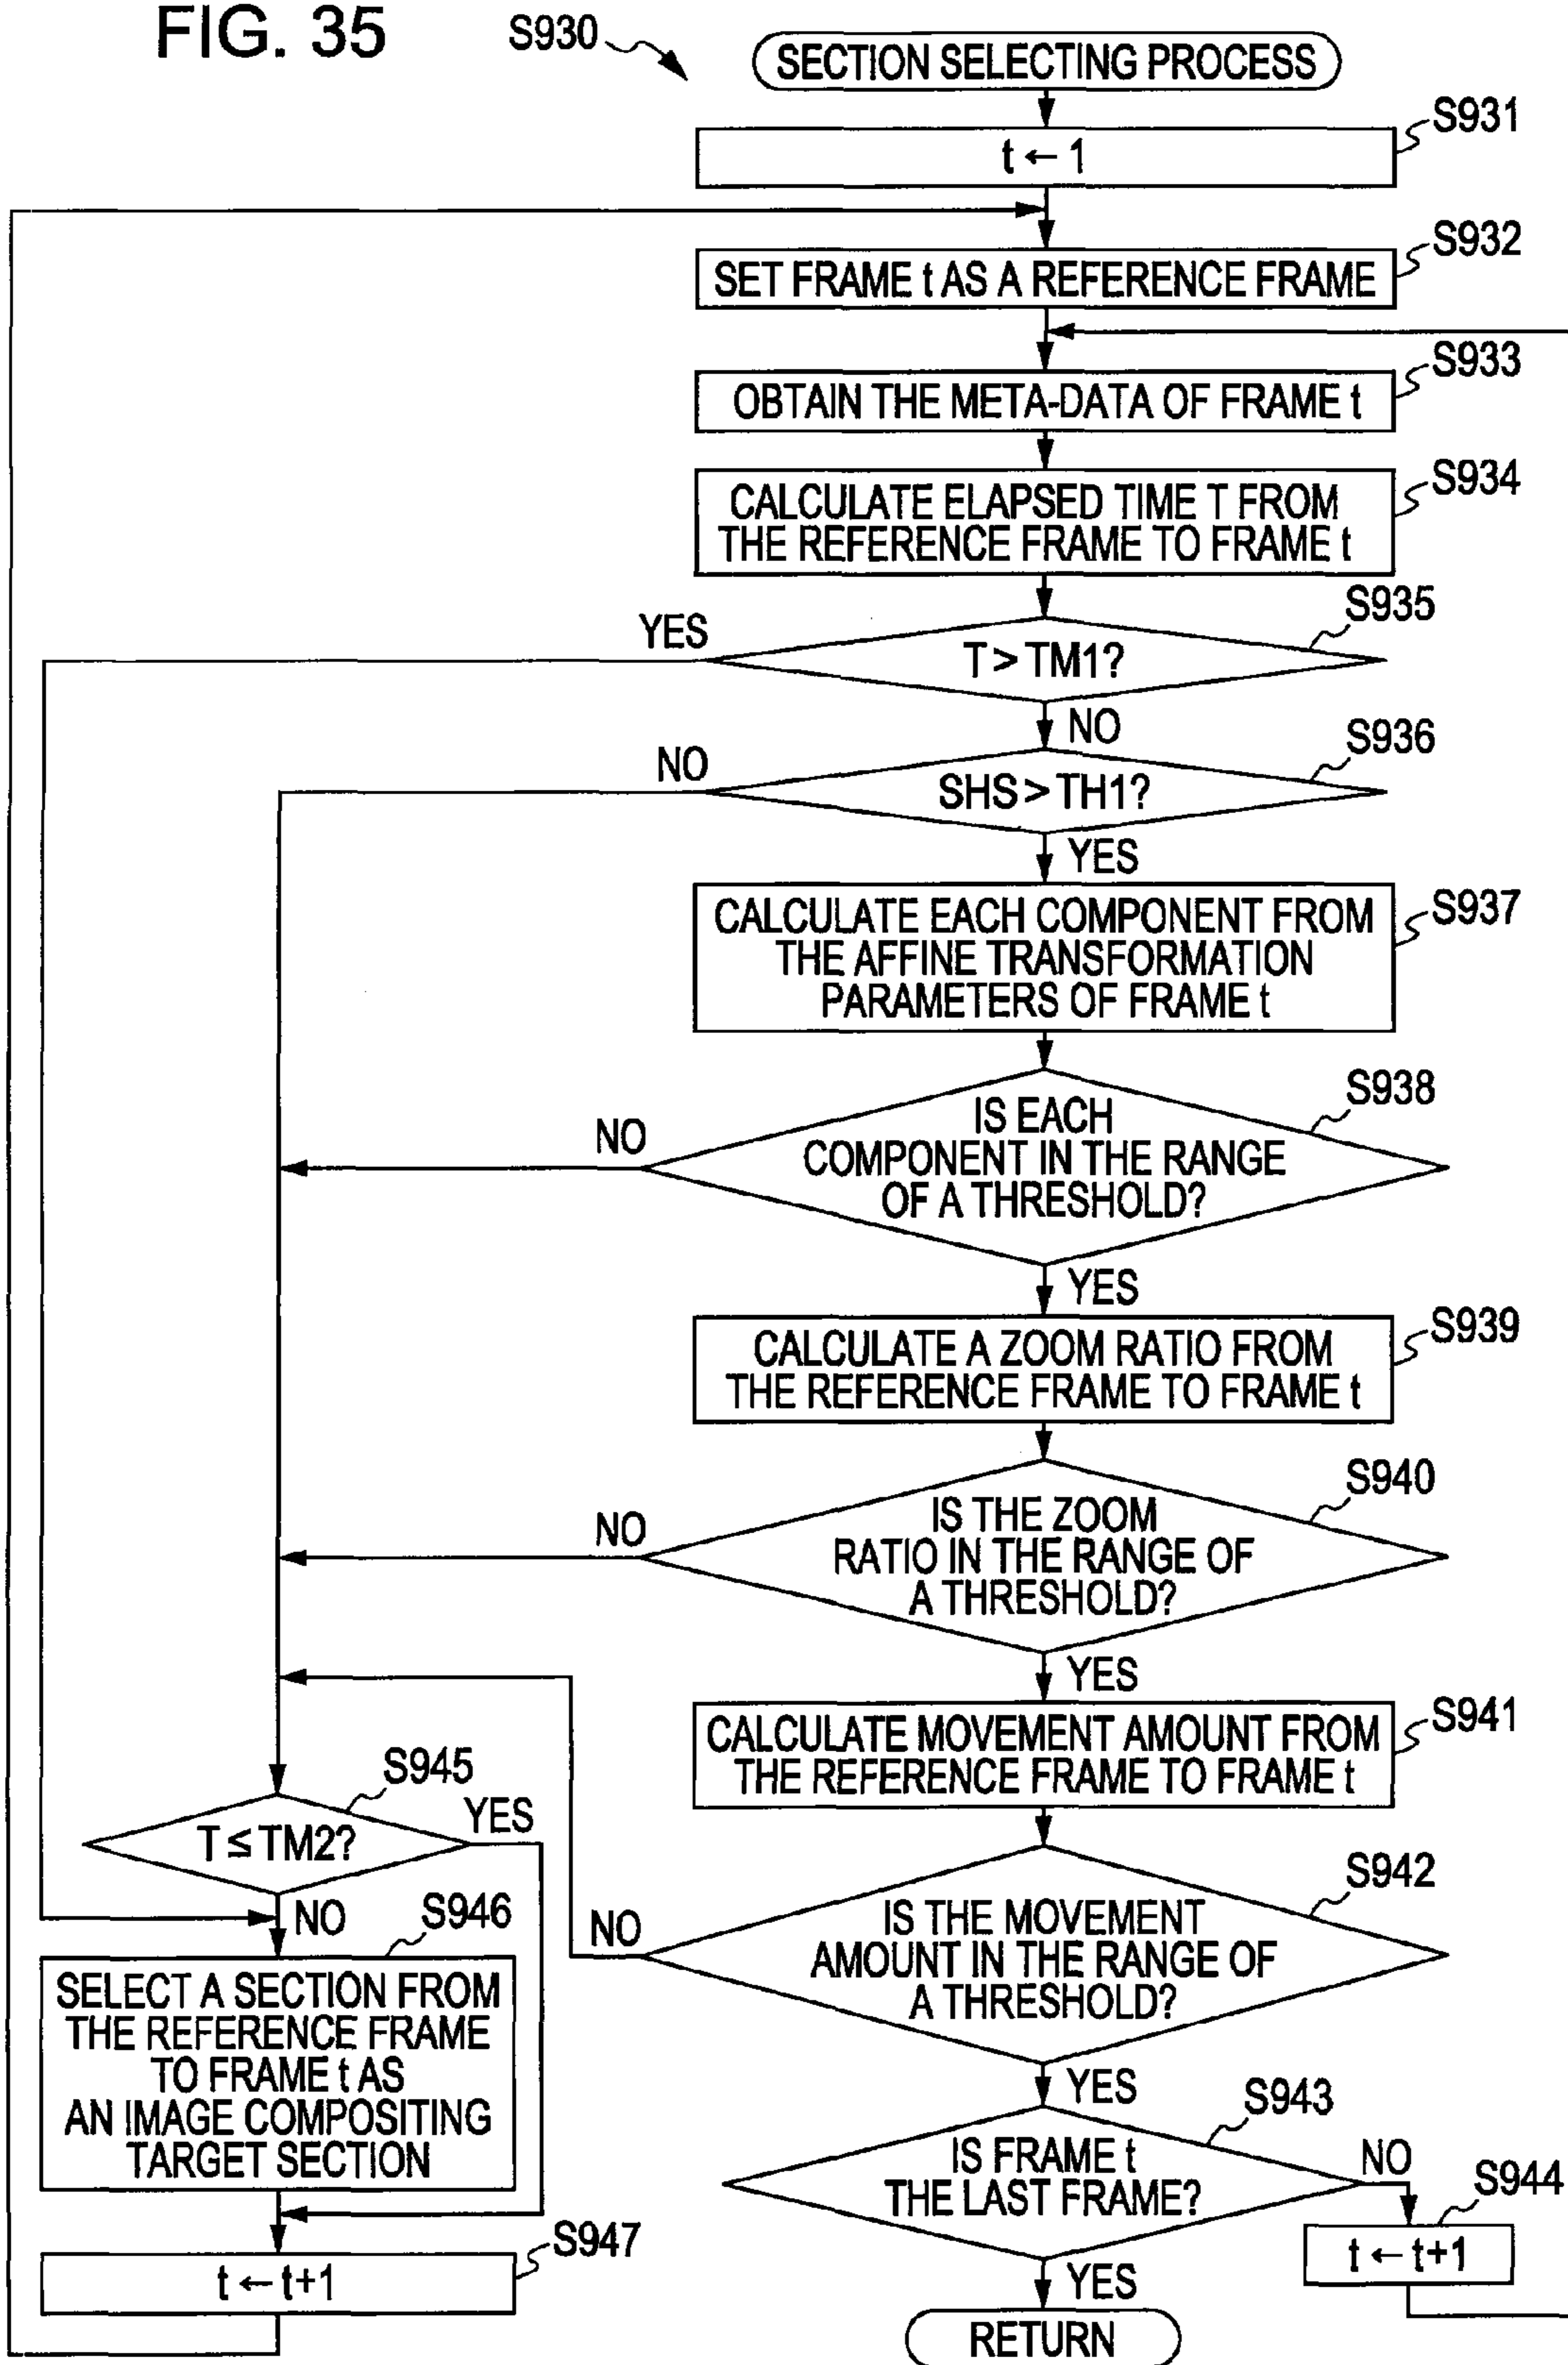 FIG. 35
S930
SECTION SELECTING PROCESS
S931
t ← 1
S932
SET FRAME t AS A REFERENCE FRAME
S933
OBTAIN THE META-DATA OF FRAME t
S934
CALCULATE ELAPSED TIME T FROM
THE REFERENCE FRAME TO FRAME t
S935
YES
T > TM1?
NO
S936
NO
SHS > TH1?
YES
S937
CALCULATE EACH COMPONENT FROM
THE AFFINE TRANSFORMATION
PARAMETERS OF FRAME t
S938
NO
IS EACH
COMPONENT IN THE RANGE
OF A THRESHOLD?
YES
S939
CALCULATE A ZOOM RATIO FROM
THE REFERENCE FRAME TO FRAME t
S940
NO
IS THE ZOOM
RATIO IN THE RANGE OF
A THRESHOLD?
YES
S941
CALCULATE MOVEMENT AMOUNT FROM
THE REFERENCE FRAME TO FRAME t
S942
NO
IS THE MOVEMENT
AMOUNT IN THE RANGE OF
A THRESHOLD?
YES
S943
IS FRAME t
THE LAST FRAME?
NO
S944
t ← t+1
YES
RETURN
S945
T ≤ TM2?
YES
NO
S946
SELECT A SECTION FROM
THE REFERENCE FRAME
TO FRAME t AS
AN IMAGE COMPOSITING
TARGET SECTION
S947
t ← t+1